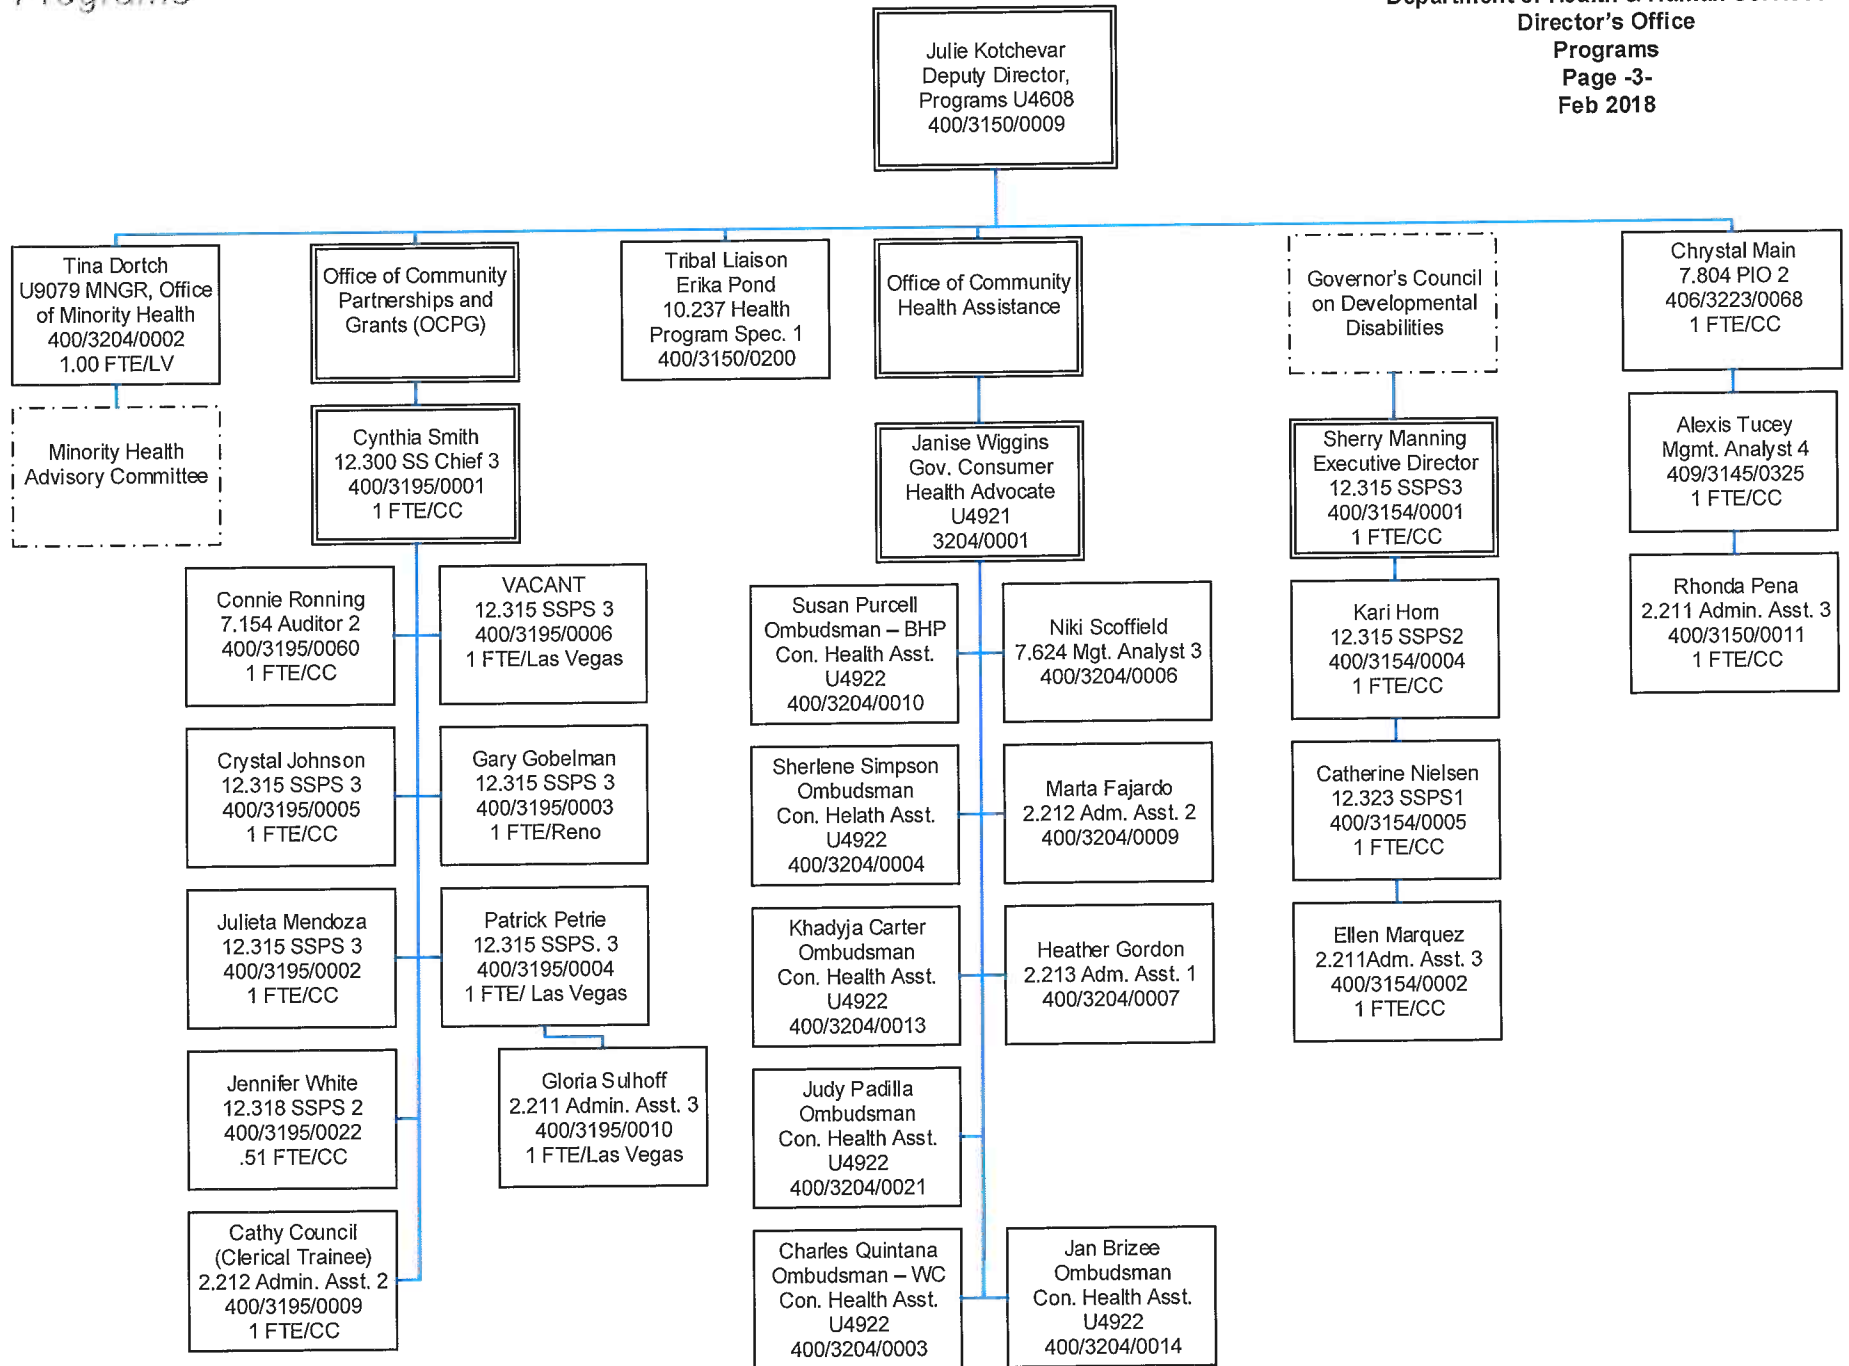 Programs
Director's Office
Programs
Page -3-
Feb 2018
Julie Kotchevar
Deputy Director,
Programs U4608
400/3150/0009
Tina Dortch
U9079 MNGR, Office
of Minority Health
400/3204/0002
1.00 FTE/LV
Minority Health
Advisory Committee
Office of Community
Partnerships and
Grants (OCPG)
Cynthia Smith
12.300 SS Chief 3
400/3195/0001
1 FTE/CC
Connie Ronning
7.154 Auditor 2
400/3195/0060
1 FTE/CC
VACANT
12.315 SSPS 3
400/3195/0006
1 FTE/Las Vegas
Crystal Johnson
12.315 SSPS 3
400/3195/0005
1 FTE/CC
Gary Gobelman
12.315 SSPS 3
400/3195/0003
1 FTE/Reno
Julieta Mendoza
12.315 SSPS 3
400/3195/0002
1 FTE/CC
Patrick Petrie
12.315 SSPS. 3
400/3195/0004
1 FTE/ Las Vegas
Jennifer White
12.318 SSPS 2
400/3195/0022
.51 FTE/CC
Gloria Sulhoff
2.211 Admin. Asst. 3
400/3195/0010
1 FTE/Las Vegas
Cathy Council
(Clerical Trainee)
2.212 Admin. Asst. 2
400/3195/0009
1 FTE/CC
Tribal Liaison
Erika Pond
10.237 Health
Program Spec. 1
400/3150/0200
Office of Community
Health Assistance
Janise Wiggins
Gov. Consumer
Health Advocate
U4921
3204/0001
Susan Purcell
Ombudsman – BHP
Con. Health Asst.
U4922
400/3204/0010
Niki Scoffield
7.624 Mgt. Analyst 3
400/3204/0006
Sherlene Simpson
Ombudsman
Con. Helath Asst.
U4922
400/3204/0004
Marta Fajardo
2.212 Adm. Asst. 2
400/3204/0009
Khadyja Carter
Ombudsman
Con. Health Asst.
U4922
400/3204/0013
Heather Gordon
2.213 Adm. Asst. 1
400/3204/0007
Judy Padilla
Ombudsman
Con. Health Asst.
U4922
400/3204/0021
Charles Quintana
Ombudsman – WC
Con. Health Asst.
U4922
400/3204/0003
Jan Brizee
Ombudsman
Con. Health Asst.
U4922
400/3204/0014
Governor's Council
on Developmental
Disabilities
Sherry Manning
Executive Director
12.315 SSPS3
400/3154/0001
1 FTE/CC
Kari Horn
12.315 SSPS2
400/3154/0004
1 FTE/CC
Catherine Nielsen
12.323 SSPS1
400/3154/0005
1 FTE/CC
Ellen Marquez
2.211Adm. Asst. 3
400/3154/0002
1 FTE/CC
Chrystal Main
7.804 PIO 2
406/3223/0068
1 FTE/CC
Alexis Tucey
Mgmt. Analyst 4
409/3145/0325
1 FTE/CC
Rhonda Pena
2.211 Admin. Asst. 3
400/3150/0011
1 FTE/CC